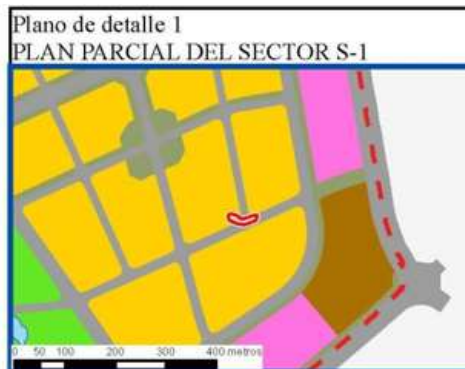 Plano de detalle 1
PLAN PARCIAL DEL SECTOR S-1
0 50 100 200 300 400 metros